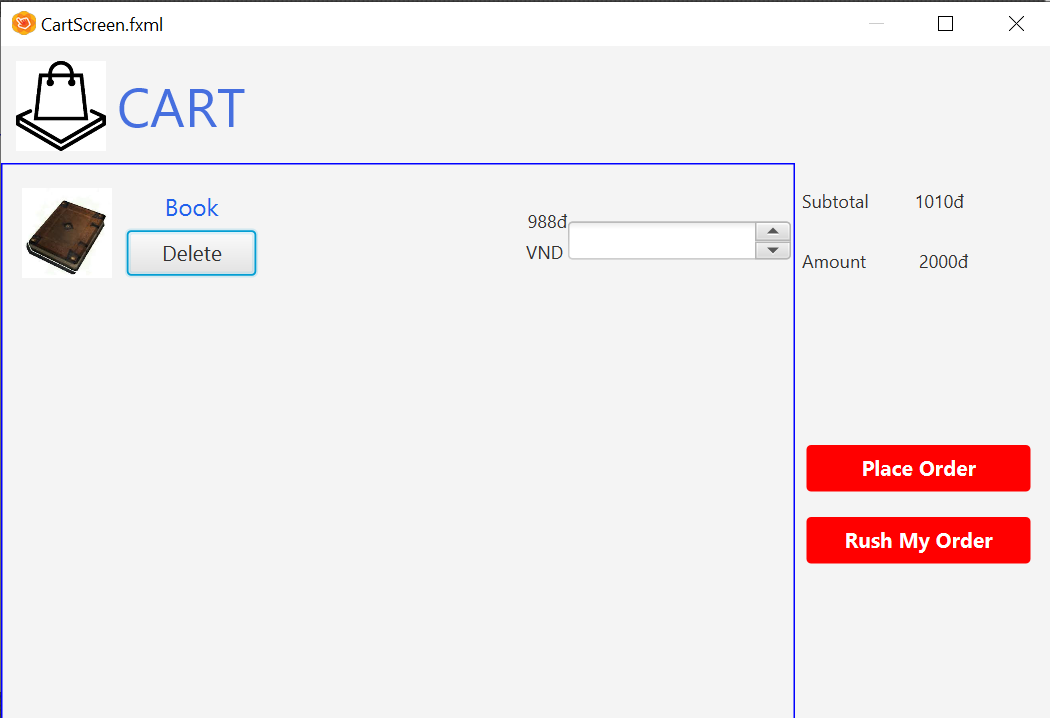 CartScreen.fxml
CART
Book
Delete
988đ
VND
Subtotal 1010đ
Amount 2000đ
Place Order
Rush My Order